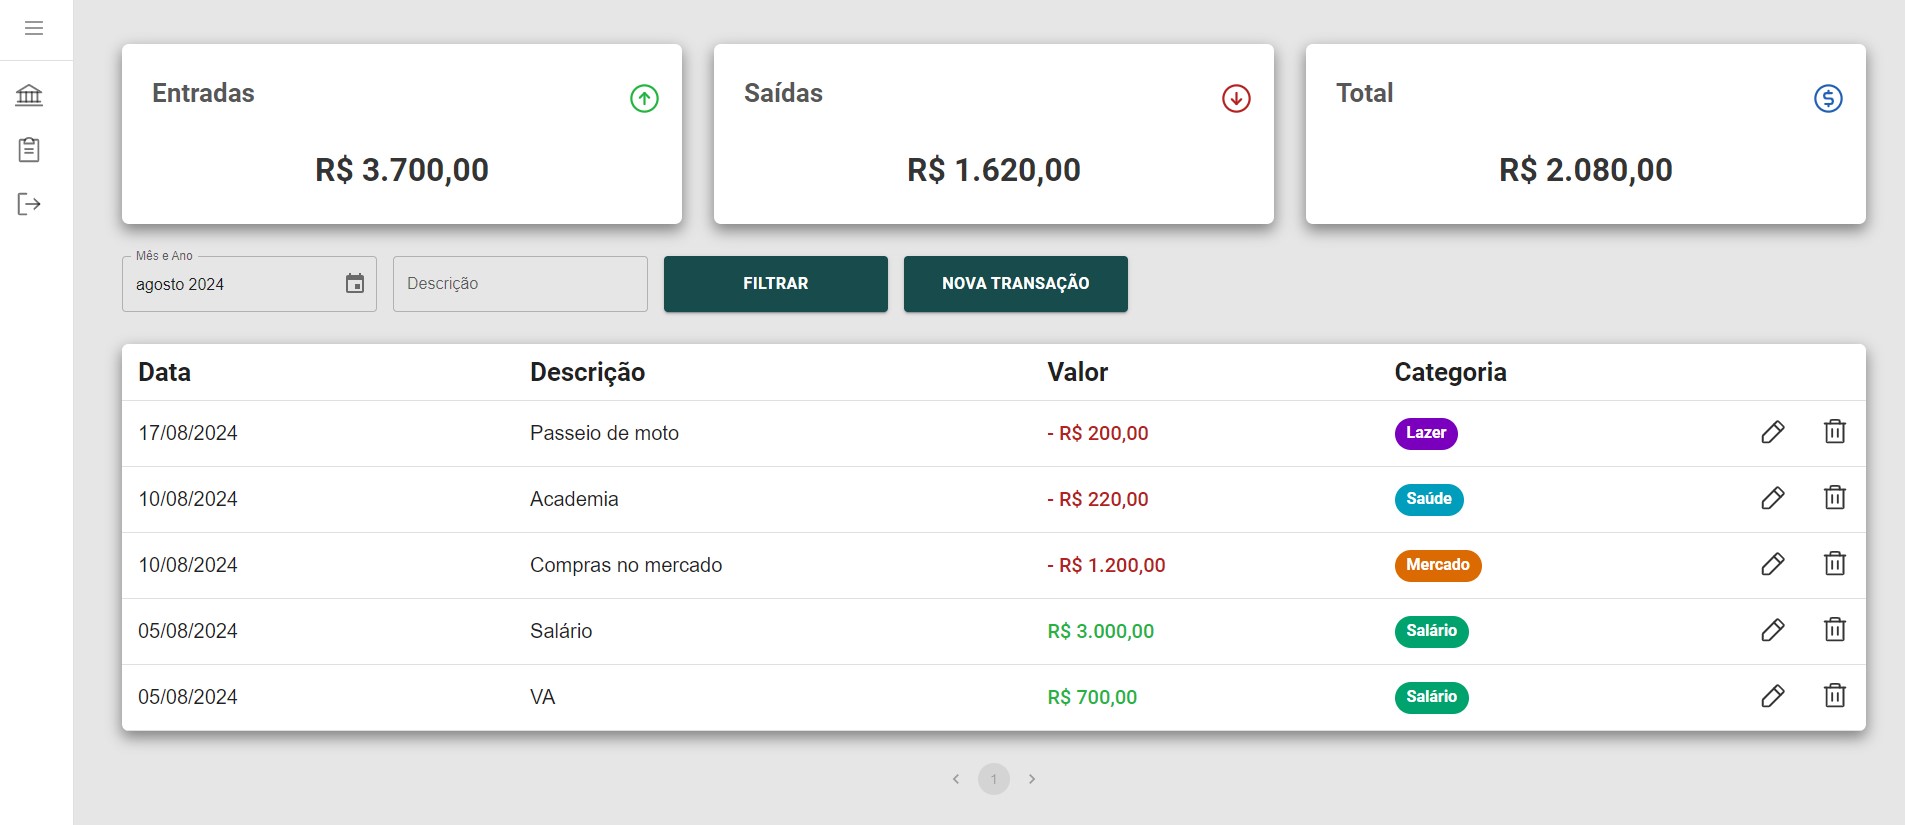 Entradas
R$ 3.700,00
Saídas
R$ 1.620,00
Total
R$ 2.080,00
Mês e Ano
agosto 2024
Descrição
FILTRAR
NOVA TRANSAÇÃO
Data Descrição Valor Categoria
17/08/2024 Passeio de moto - R$ 200,00 Lazer
10/08/2024 Academia - R$ 220,00 Saúde
10/08/2024 Compras no mercado - R$ 1.200,00 Mercado
05/08/2024 Salário R$ 3.000,00 Salário
05/08/2024 VA R$ 700,00 Salário
1